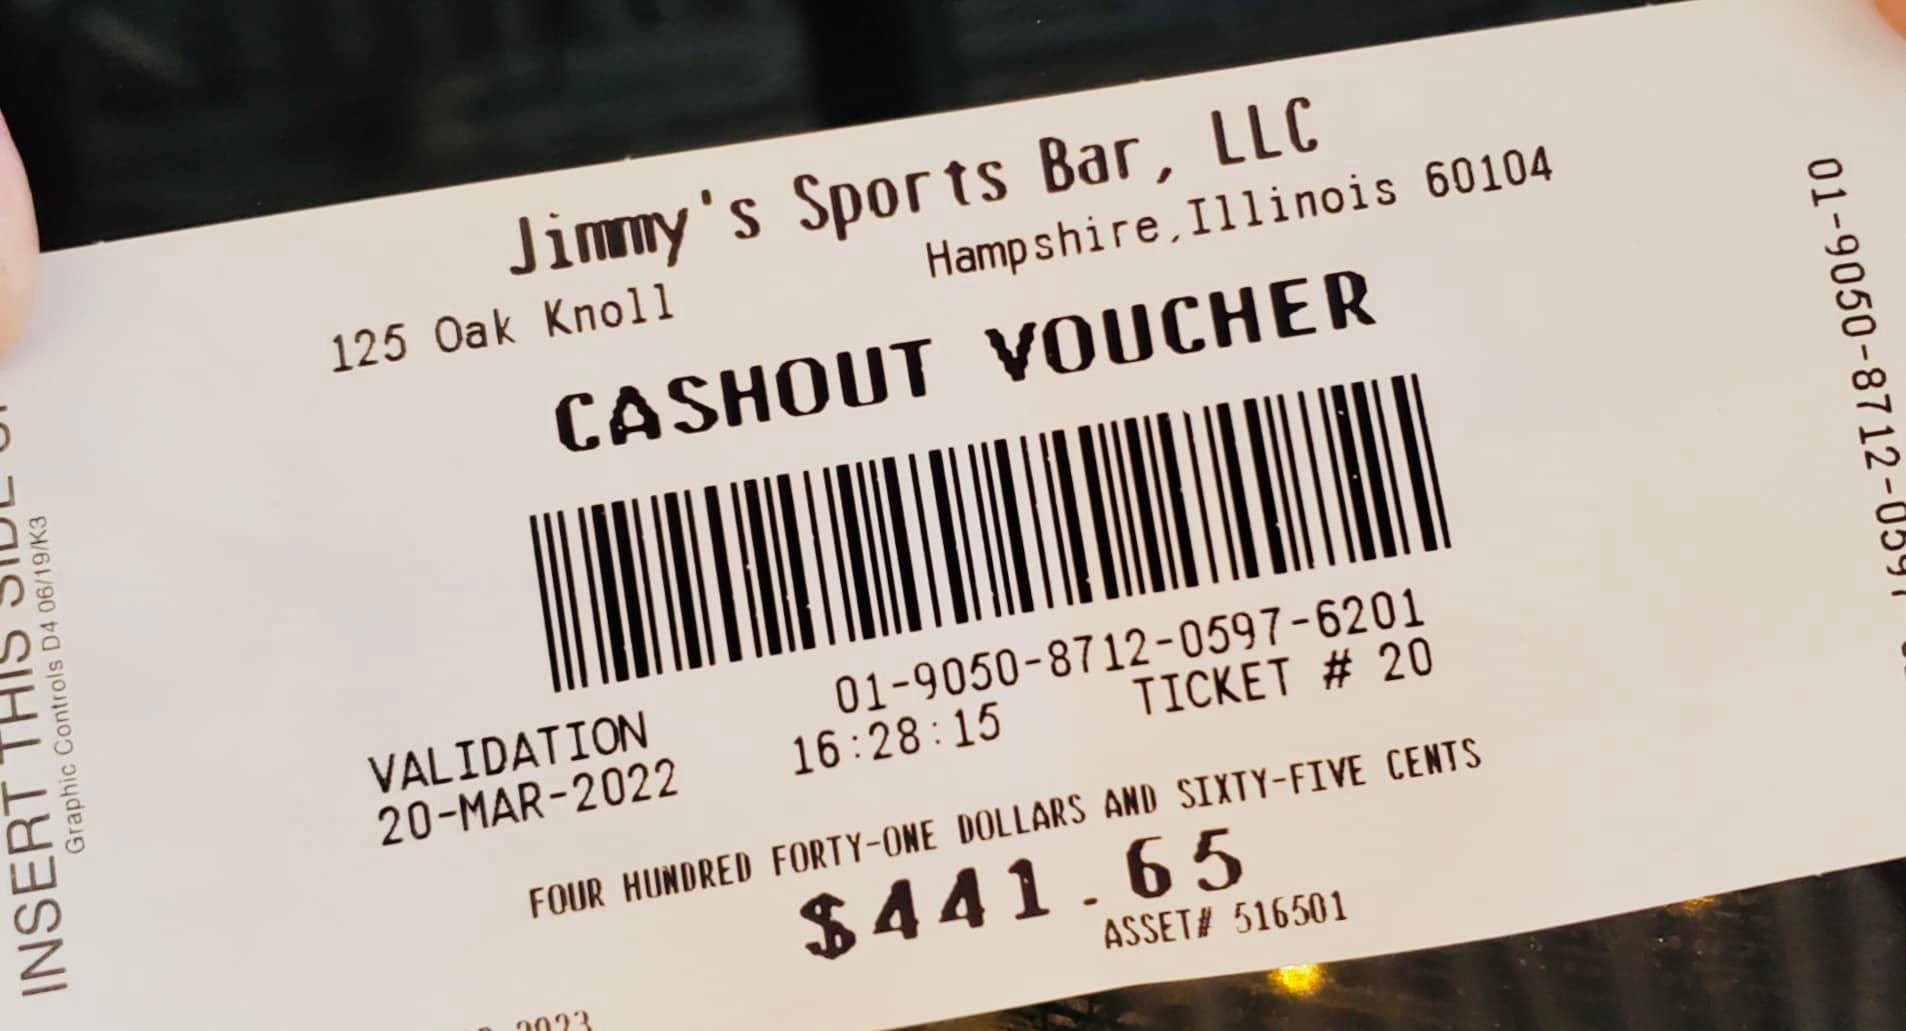 Jimmy's Sports Bar, LLC
125 Oak Knoll Hampshire,Illinois 60104
CASHOUT VOUCHER
01-9050-8712-0597-6201
VALIDATION
20-MAR-2022 16:28:15 TICKET # 20
FOUR HUNDRED FORTY-ONE DOLLARS AND SIXTY-FIVE CENTS
$441.65
ASSET# 516501
2023
INSERT THIS SIDE
Graphic Controls D4 06/19/K3
01-9050-8712-0597